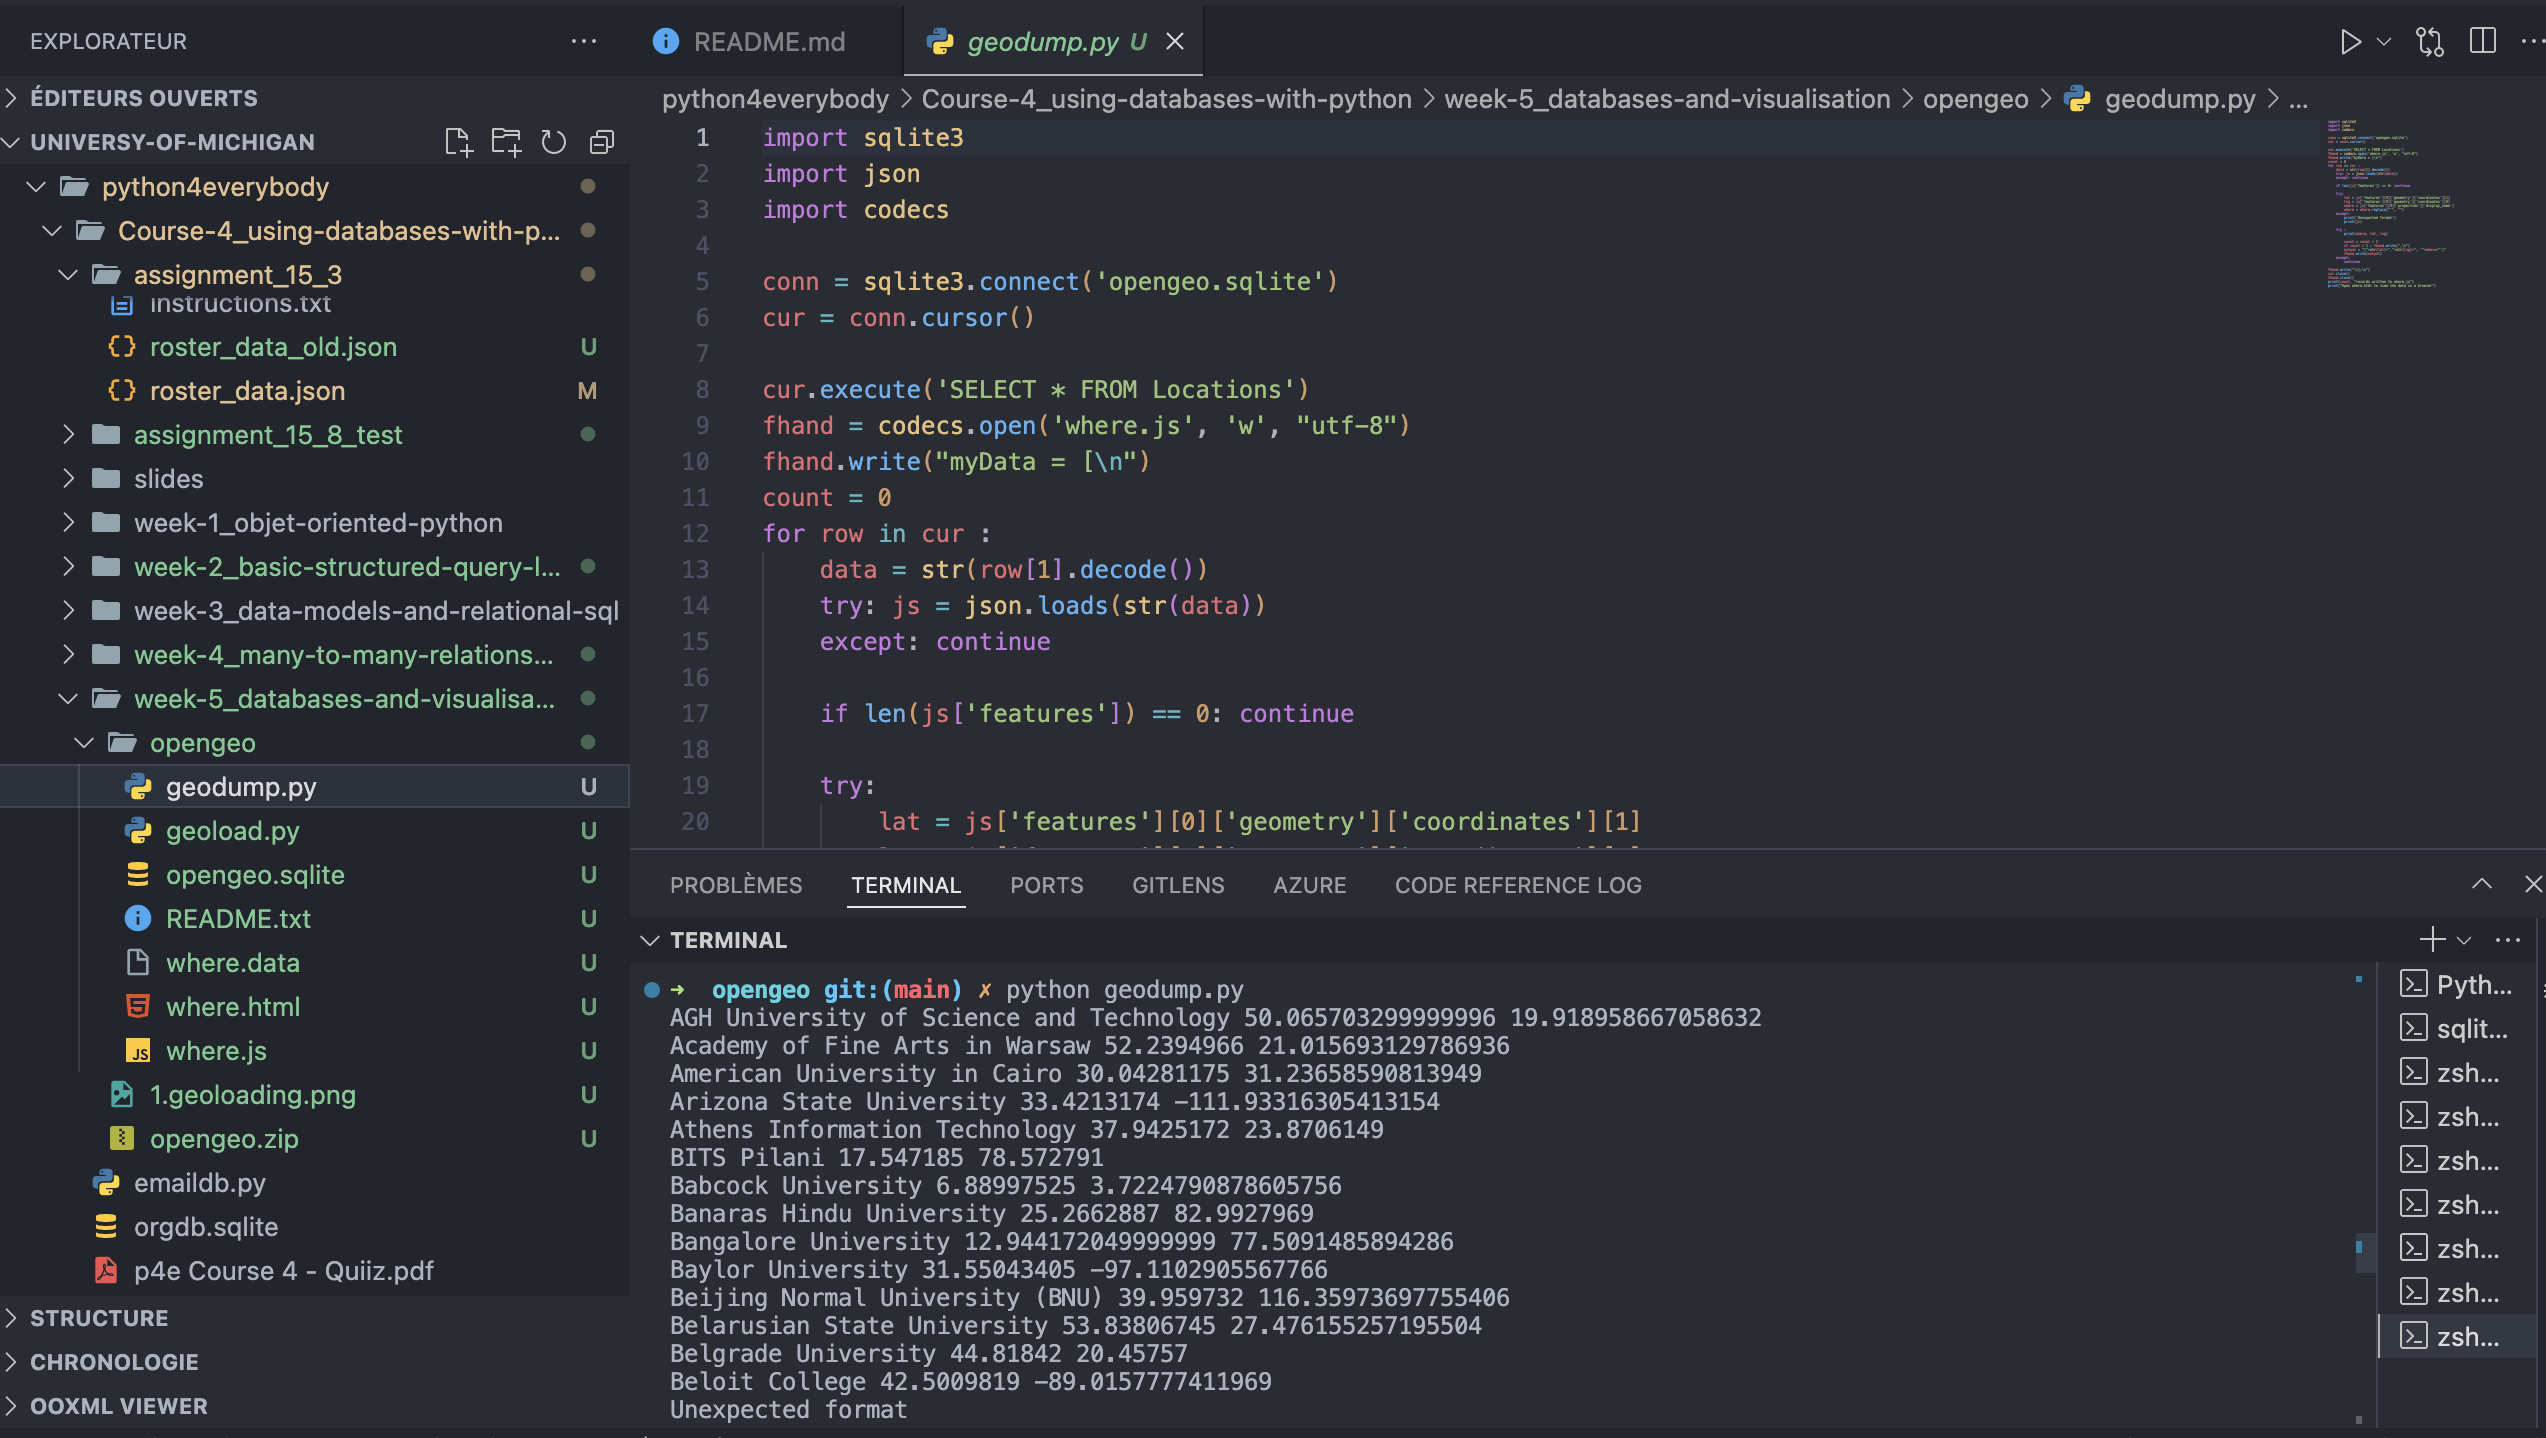 EXPLORATEUR
ÉDITEURS OUVERTS
UNIVERSY-OF-MICHIGAN
python4everybody
Course-4_using-databases-with-p...
assignment_15_3
instructions.txt
roster_data_old.json U
roster_data.json M
assignment_15_8_test
slides
week-1_objet-oriented-python
week-2_basic-structured-query-l...
week-3_data-models-and-relational-sql
week-4_many-to-many-relations...
week-5_databases-and-visualisa...
opengeo
geodump.py U
geoload.py U
opengeo.sqlite U
README.txt U
where.data U
where.html U
where.js U
1.geoloading.png U
opengeo.zip U
emaildb.py
orgdb.sqlite
p4e Course 4 - Quiiz.pdf
STRUCTURE
CHRONOLOGIE
OOXML VIEWER
README.md
geodump.py U
python4everybody > Course-4_using-databases-with-python > week-5_databases-and-visualisation > opengeo > geodump.py > ...
1 import sqlite3
2 import json
3 import codecs
4
5 conn = sqlite3.connect('opengeo.sqlite')
6 cur = conn.cursor()
7
8 cur.execute('SELECT * FROM Locations')
9 fhand = codecs.open('where.js', 'w', "utf-8")
10 fhand.write("myData = [\n")
11 count = 0
12 for row in cur :
13 data = str(row[1].decode())
14 try: js = json.loads(str(data))
15 except: continue
16
17 if len(js['features']) == 0: continue
18
19 try:
20 lat = js['features'][0]['geometry']['coordinates'][1]
PROBLÈMES TERMINAL PORTS GITLENS AZURE CODE REFERENCE LOG
TERMINAL
➜ opengeo git:(main) ✗ python geodump.py
AGH University of Science and Technology 50.065703299999996 19.918958667058632
Academy of Fine Arts in Warsaw 52.2394966 21.015693129786936
American University in Cairo 30.04281175 31.23658590813949
Arizona State University 33.4213174 -111.93316305413154
Athens Information Technology 37.9425172 23.8706149
BITS Pilani 17.547185 78.572791
Babcock University 6.88997525 3.7224790878605756
Banaras Hindu University 25.2662887 82.9927969
Bangalore University 12.944172049999999 77.5091485894286
Baylor University 31.55043405 -97.1102905567766
Beijing Normal University (BNU) 39.959732 116.35973697755406
Belarusian State University 53.83806745 27.476155257195504
Belgrade University 44.81842 20.45757
Beloit College 42.5009819 -89.0157777411969
Unexpected format
Pyth...
sqlit...
zsh...
zsh...
zsh...
zsh...
zsh...
zsh...
zsh...